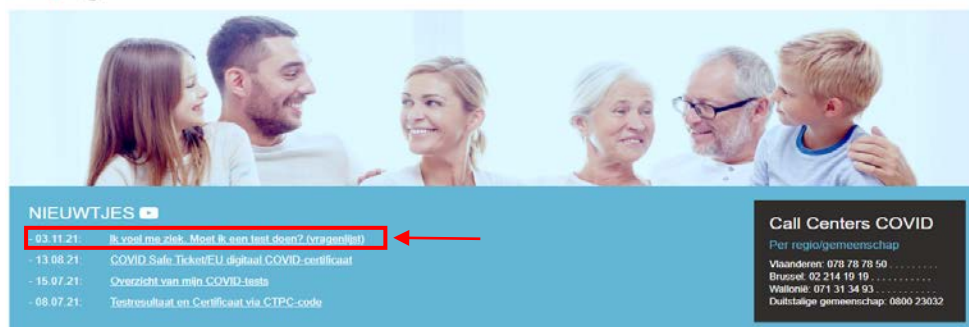 NIEUWTJES
- 03.11.21: Ik voel me ziek. Moet ik een test doen? (vragenlijst)
- 13.08.21: COVID Safe Ticket/EU digitaal COVID-certificaat
- 15.07.21: Overzicht van mijn COVID-tests
- 08.07.21: Testresultaat en Certificaat via CTPC-code
Call Centers COVID
Per regio/gemeenschap
Vlaanderen: 078 78 78 50 . . . . . . . . .
Brussel: 02 214 19 19 . . . . . . . . . . .
Wallonië: 071 31 34 93 . . . . . . . . . . .
Duitstalige gemeenschap: 0800 23032